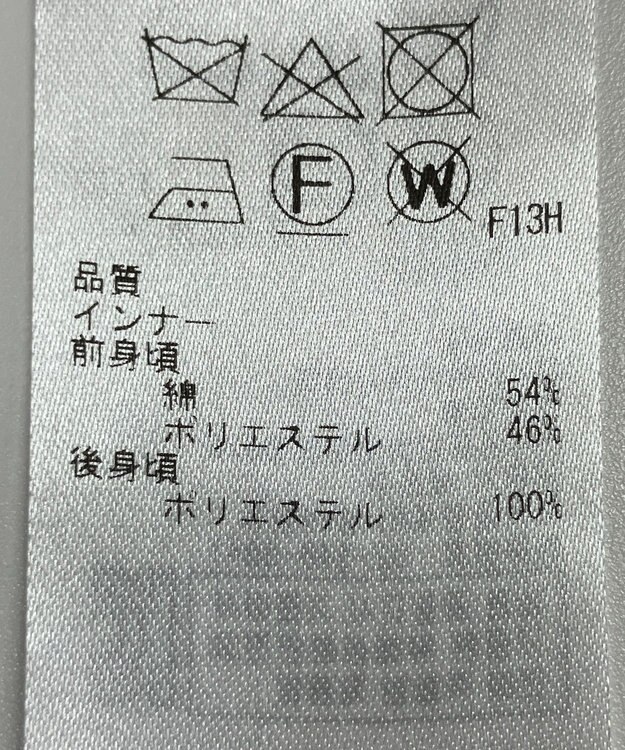 F W F13H
品質
インナー
前身頃
綿 54%
ポリエステル 46%
後身頃
ポリエステル 100%